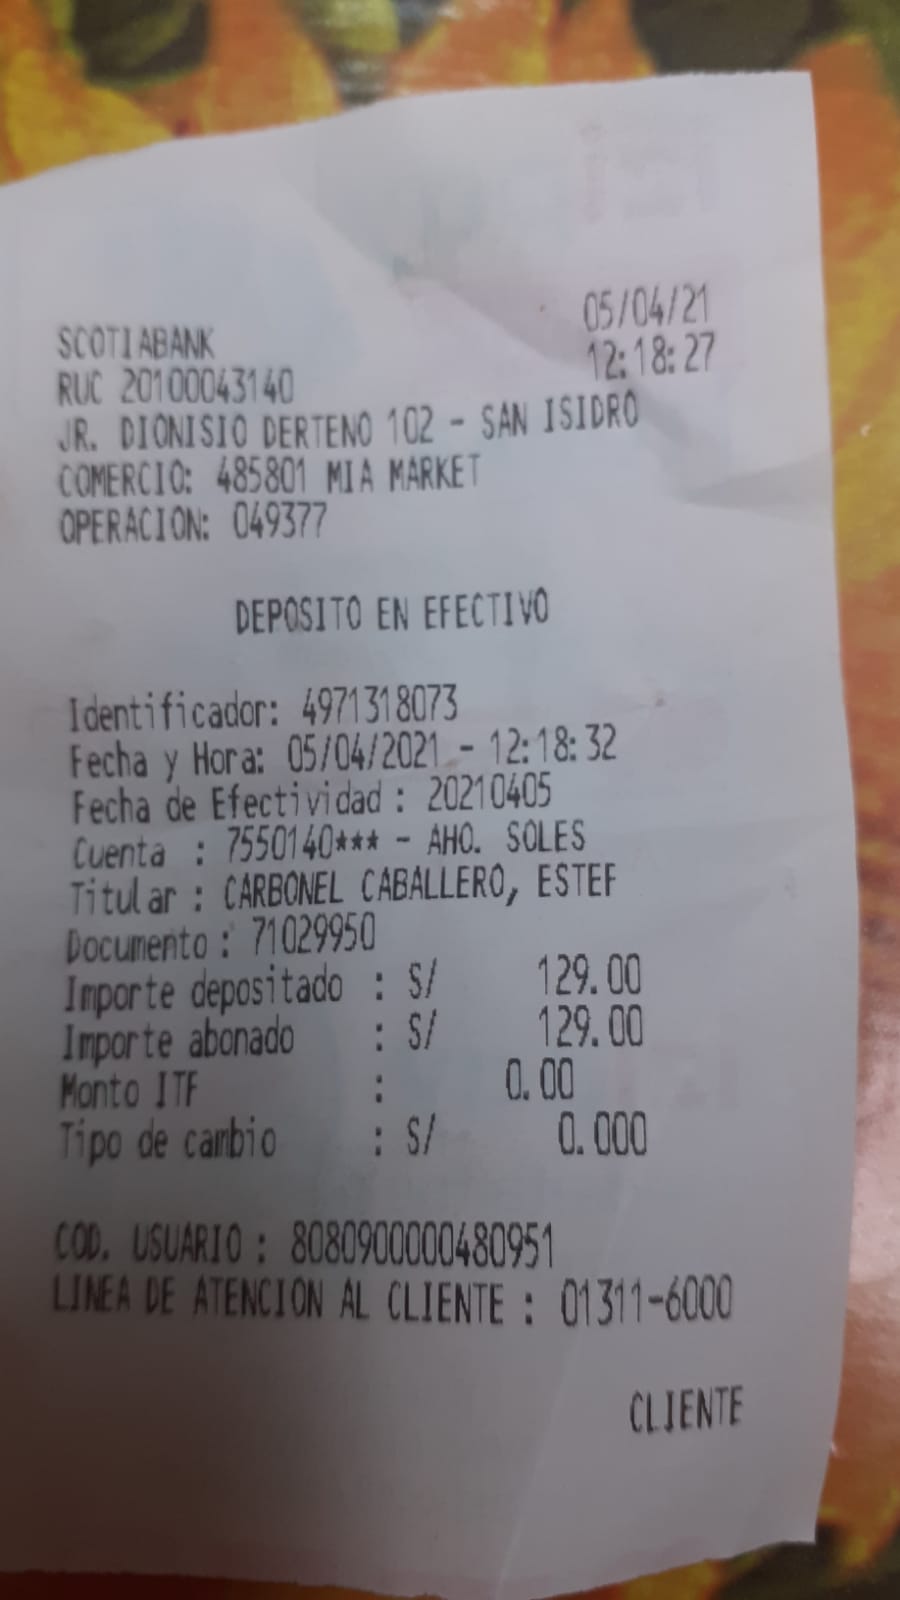 05/04/21
SCOTIABANK 12:18:27
RUC 20100043140
JR. DIONISIO DERTENO 102 - SAN ISIDRO
COMERCIO: 485801 MIA MARKET
OPERACION: 049377
DEPOSITO EN EFECTIVO
Identificador: 4971318073
Fecha y Hora: 05/04/2021 - 12:18:32
Fecha de Efectividad : 20210405
Cuenta : 7550140*** - AHO. SOLES
Titular : CARBONEL CABALLERO, ESTEF
Documento : 71029950
Importe depositado : S/ 129.00
Importe abonado : S/ 129.00
Monto ITF : 0.00
Tipo de cambio : S/ 0.000
COD. USUARIO : 8080900000480951
LINEA DE ATENCION AL CLIENTE : 01311-6000
CLIENTE